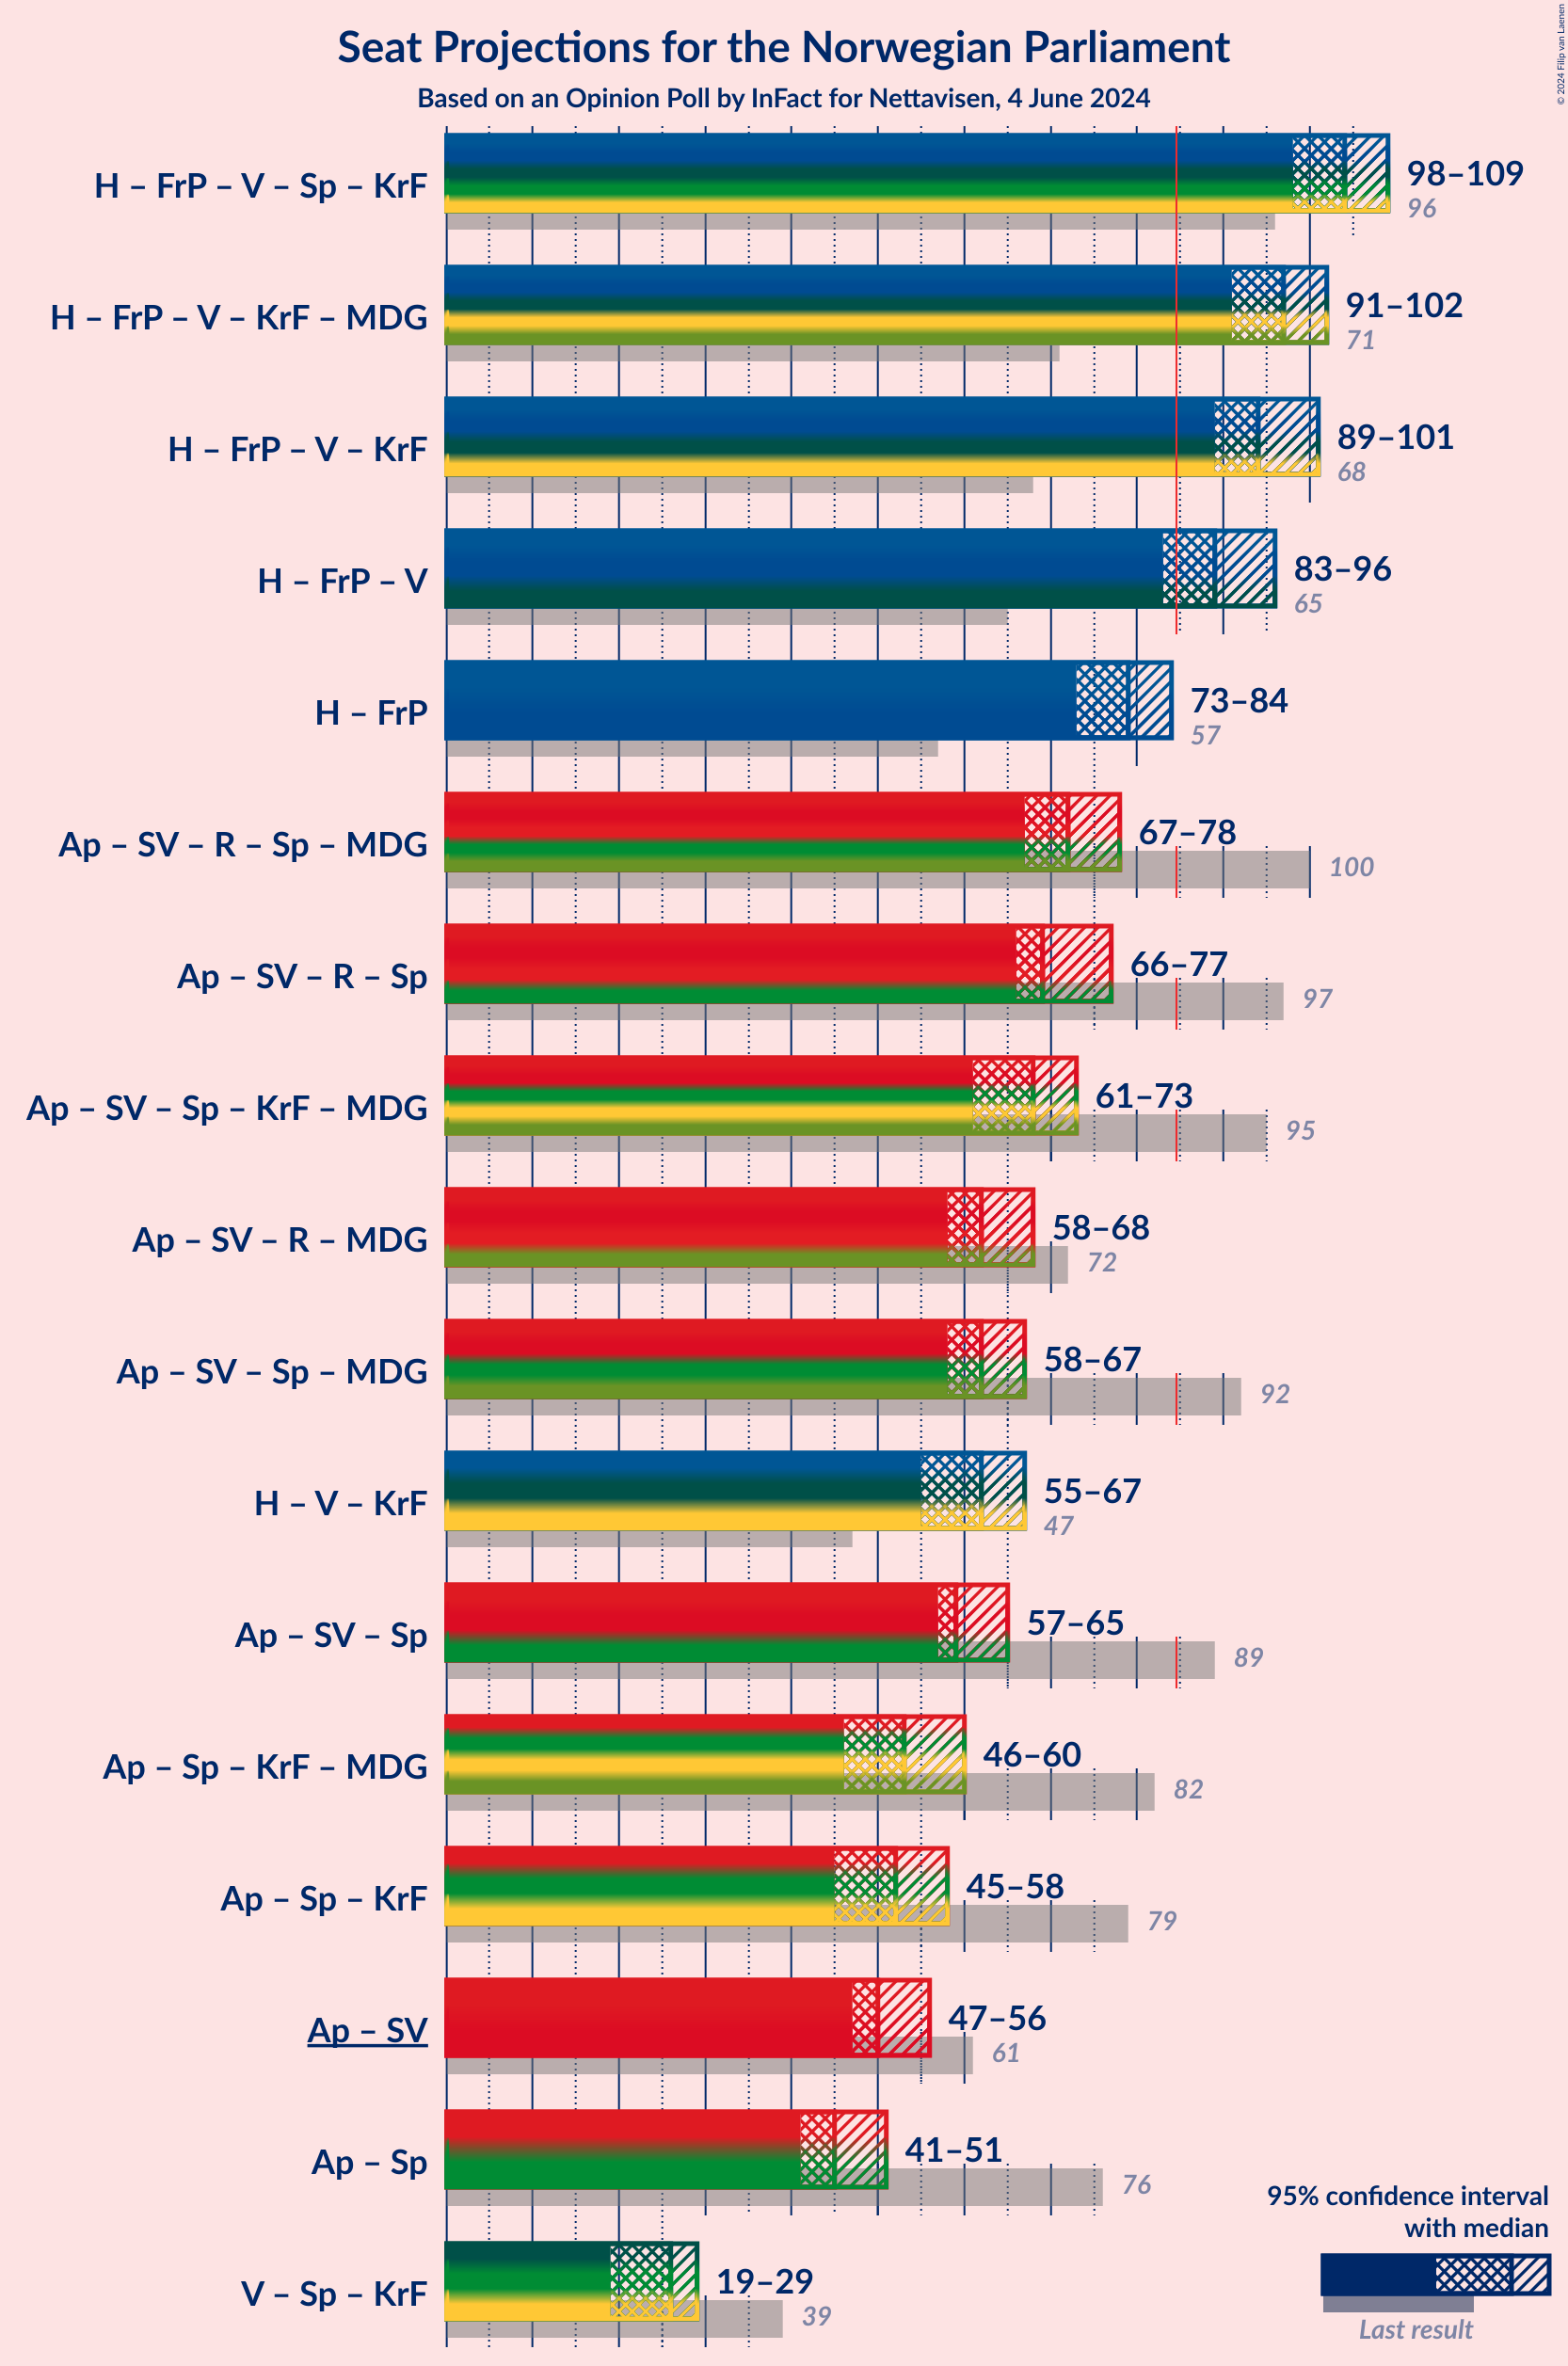 Seat Projections for the Norwegian Parliament
Based on an Opinion Poll by InFact for Nettavisen, 4 June 2024
© 2024 Filip van Laenen
H – FrP – V – Sp – KrF
98–109
96
H – FrP – V – KrF – MDG
91–102
71
H – FrP – V – KrF
89–101
68
H – FrP – V
83–96
65
H – FrP
73–84
57
Ap – SV – R – Sp – MDG
67–78
100
Ap – SV – R – Sp
66–77
97
Ap – SV – Sp – KrF – MDG
61–73
95
Ap – SV – R – MDG
58–68
72
Ap – SV – Sp – MDG
58–67
92
H – V – KrF
55–67
47
Ap – SV – Sp
57–65
89
Ap – Sp – KrF – MDG
46–60
82
Ap – Sp – KrF
45–58
79
Ap – SV
47–56
61
Ap – Sp
41–51
76
V – Sp – KrF
19–29
39
95% confidence interval
with median
Last result